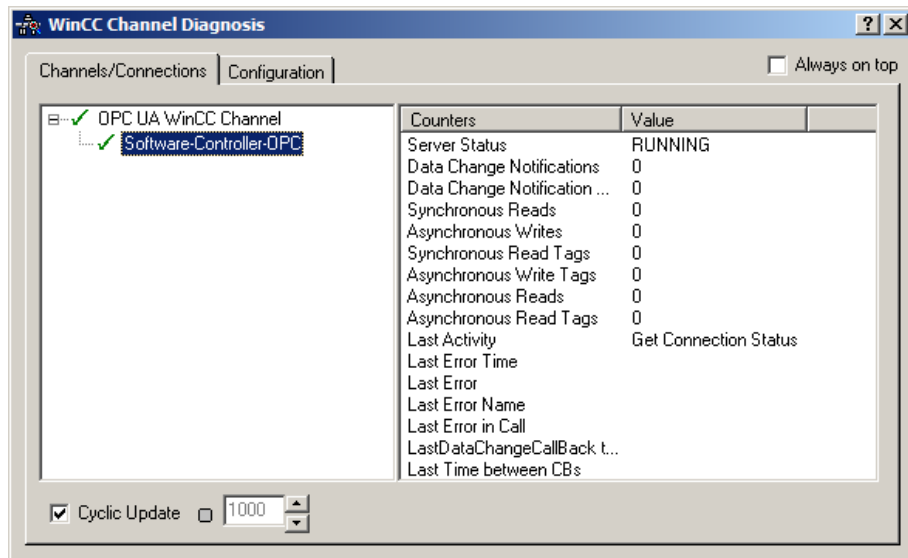 WinCC Channel Diagnosis
Channels/Connections Configuration Always on top
OPC UA WinCC Channel
Software-Controller-OPC
Counters Value
Server Status RUNNING
Data Change Notifications 0
Data Change Notification ... 0
Synchronous Reads 0
Asynchronous Writes 0
Synchronous Read Tags 0
Asynchronous Write Tags 0
Asynchronous Reads 0
Asynchronous Read Tags 0
Last Activity Get Connection Status
Last Error Time
Last Error
Last Error Name
Last Error in Call
LastDataChangeCallBack t...
Last Time between CBs
Cyclic Update 1000